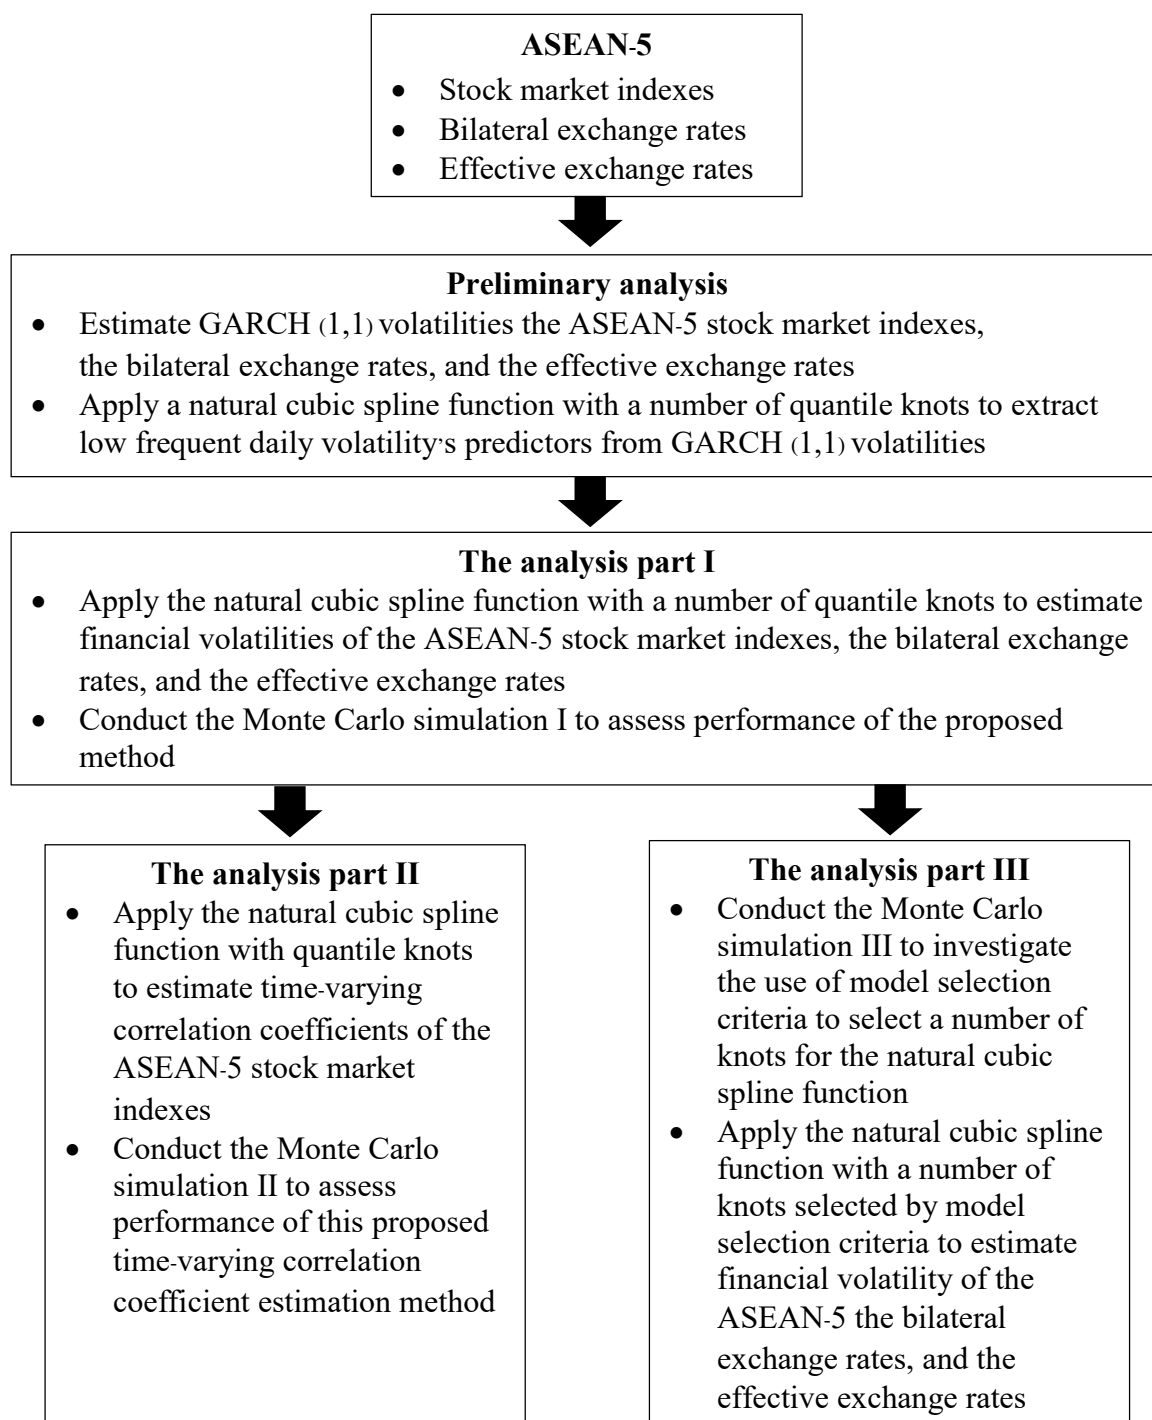 ASEAN-5
• Stock market indexes
• Bilateral exchange rates
• Effective exchange rates
Preliminary analysis
• Estimate GARCH (1,1) volatilities the ASEAN-5 stock market indexes,
the bilateral exchange rates, and the effective exchange rates
• Apply a natural cubic spline function with a number of quantile knots to extract
low frequent daily volatility's predictors from GARCH (1,1) volatilities
The analysis part I
• Apply the natural cubic spline function with a number of quantile knots to estimate
financial volatilities of the ASEAN-5 stock market indexes, the bilateral exchange
rates, and the effective exchange rates
• Conduct the Monte Carlo simulation I to assess performance of the proposed
method
The analysis part II
• Apply the natural cubic spline
function with quantile knots
to estimate time-varying
correlation coefficients of the
ASEAN-5 stock market
indexes
• Conduct the Monte Carlo
simulation II to assess
performance of this proposed
time-varying correlation
coefficient estimation method
The analysis part III
• Conduct the Monte Carlo
simulation III to investigate
the use of model selection
criteria to select a number of
knots for the natural cubic
spline function
• Apply the natural cubic spline
function with a number of
knots selected by model
selection criteria to estimate
financial volatility of the
ASEAN-5 the bilateral
exchange rates, and the
effective exchange rates